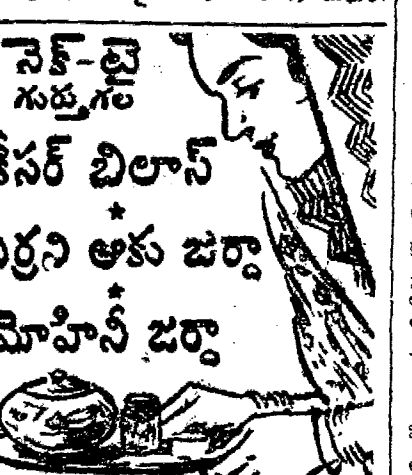 నెక్-టై
గుర్తుగల
కేసర్ బిలాస్
★
ఎర్రని ఆకు జర్దా
★
మోహినీ జర్దా